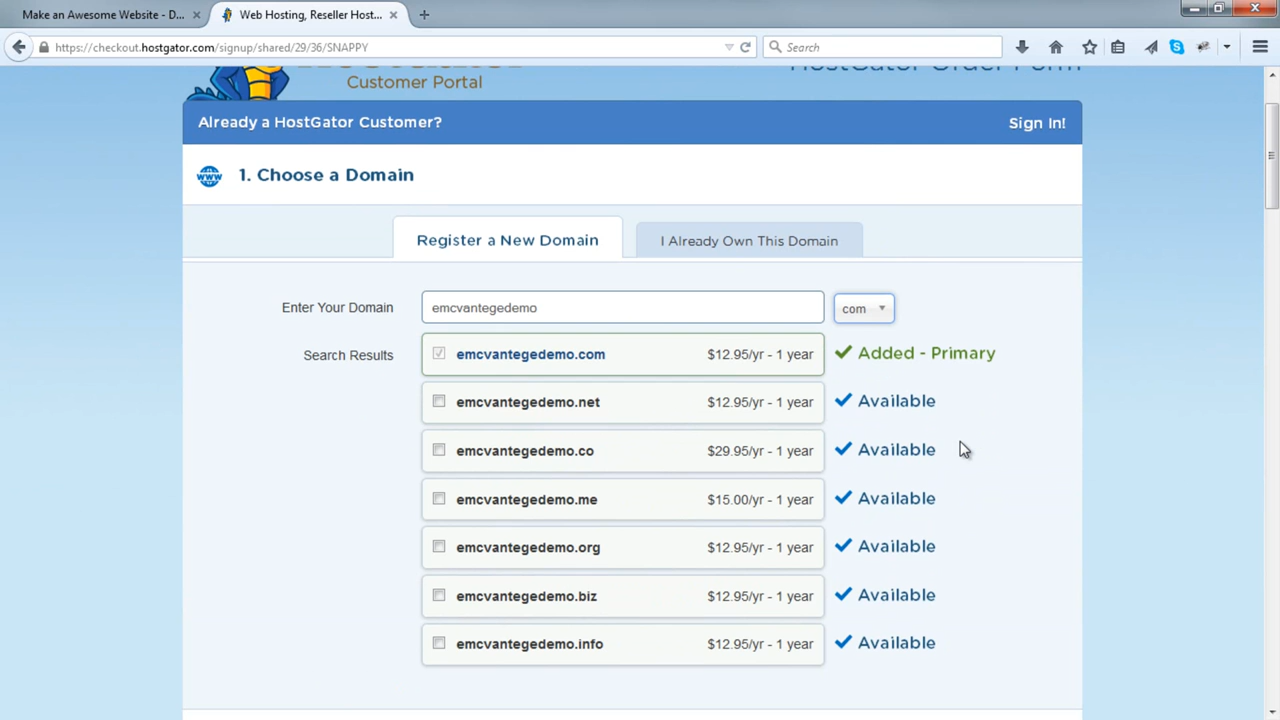 Make an Awesome Website - D...
Web Hosting, Reseller Host...
https://checkout.hostgator.com/signup/shared/29/36/SNAPPY
Search
Customer Portal
HostGator Order Form
Already a HostGator Customer?
Sign In!
1. Choose a Domain
Register a New Domain
I Already Own This Domain
Enter Your Domain
emcvantegedemo
com
Search Results
emcvantegedemo.com $12.95/yr - 1 year Added - Primary
emcvantegedemo.net $12.95/yr - 1 year Available
emcvantegedemo.co $29.95/yr - 1 year Available
emcvantegedemo.me $15.00/yr - 1 year Available
emcvantegedemo.org $12.95/yr - 1 year Available
emcvantegedemo.biz $12.95/yr - 1 year Available
emcvantegedemo.info $12.95/yr - 1 year Available